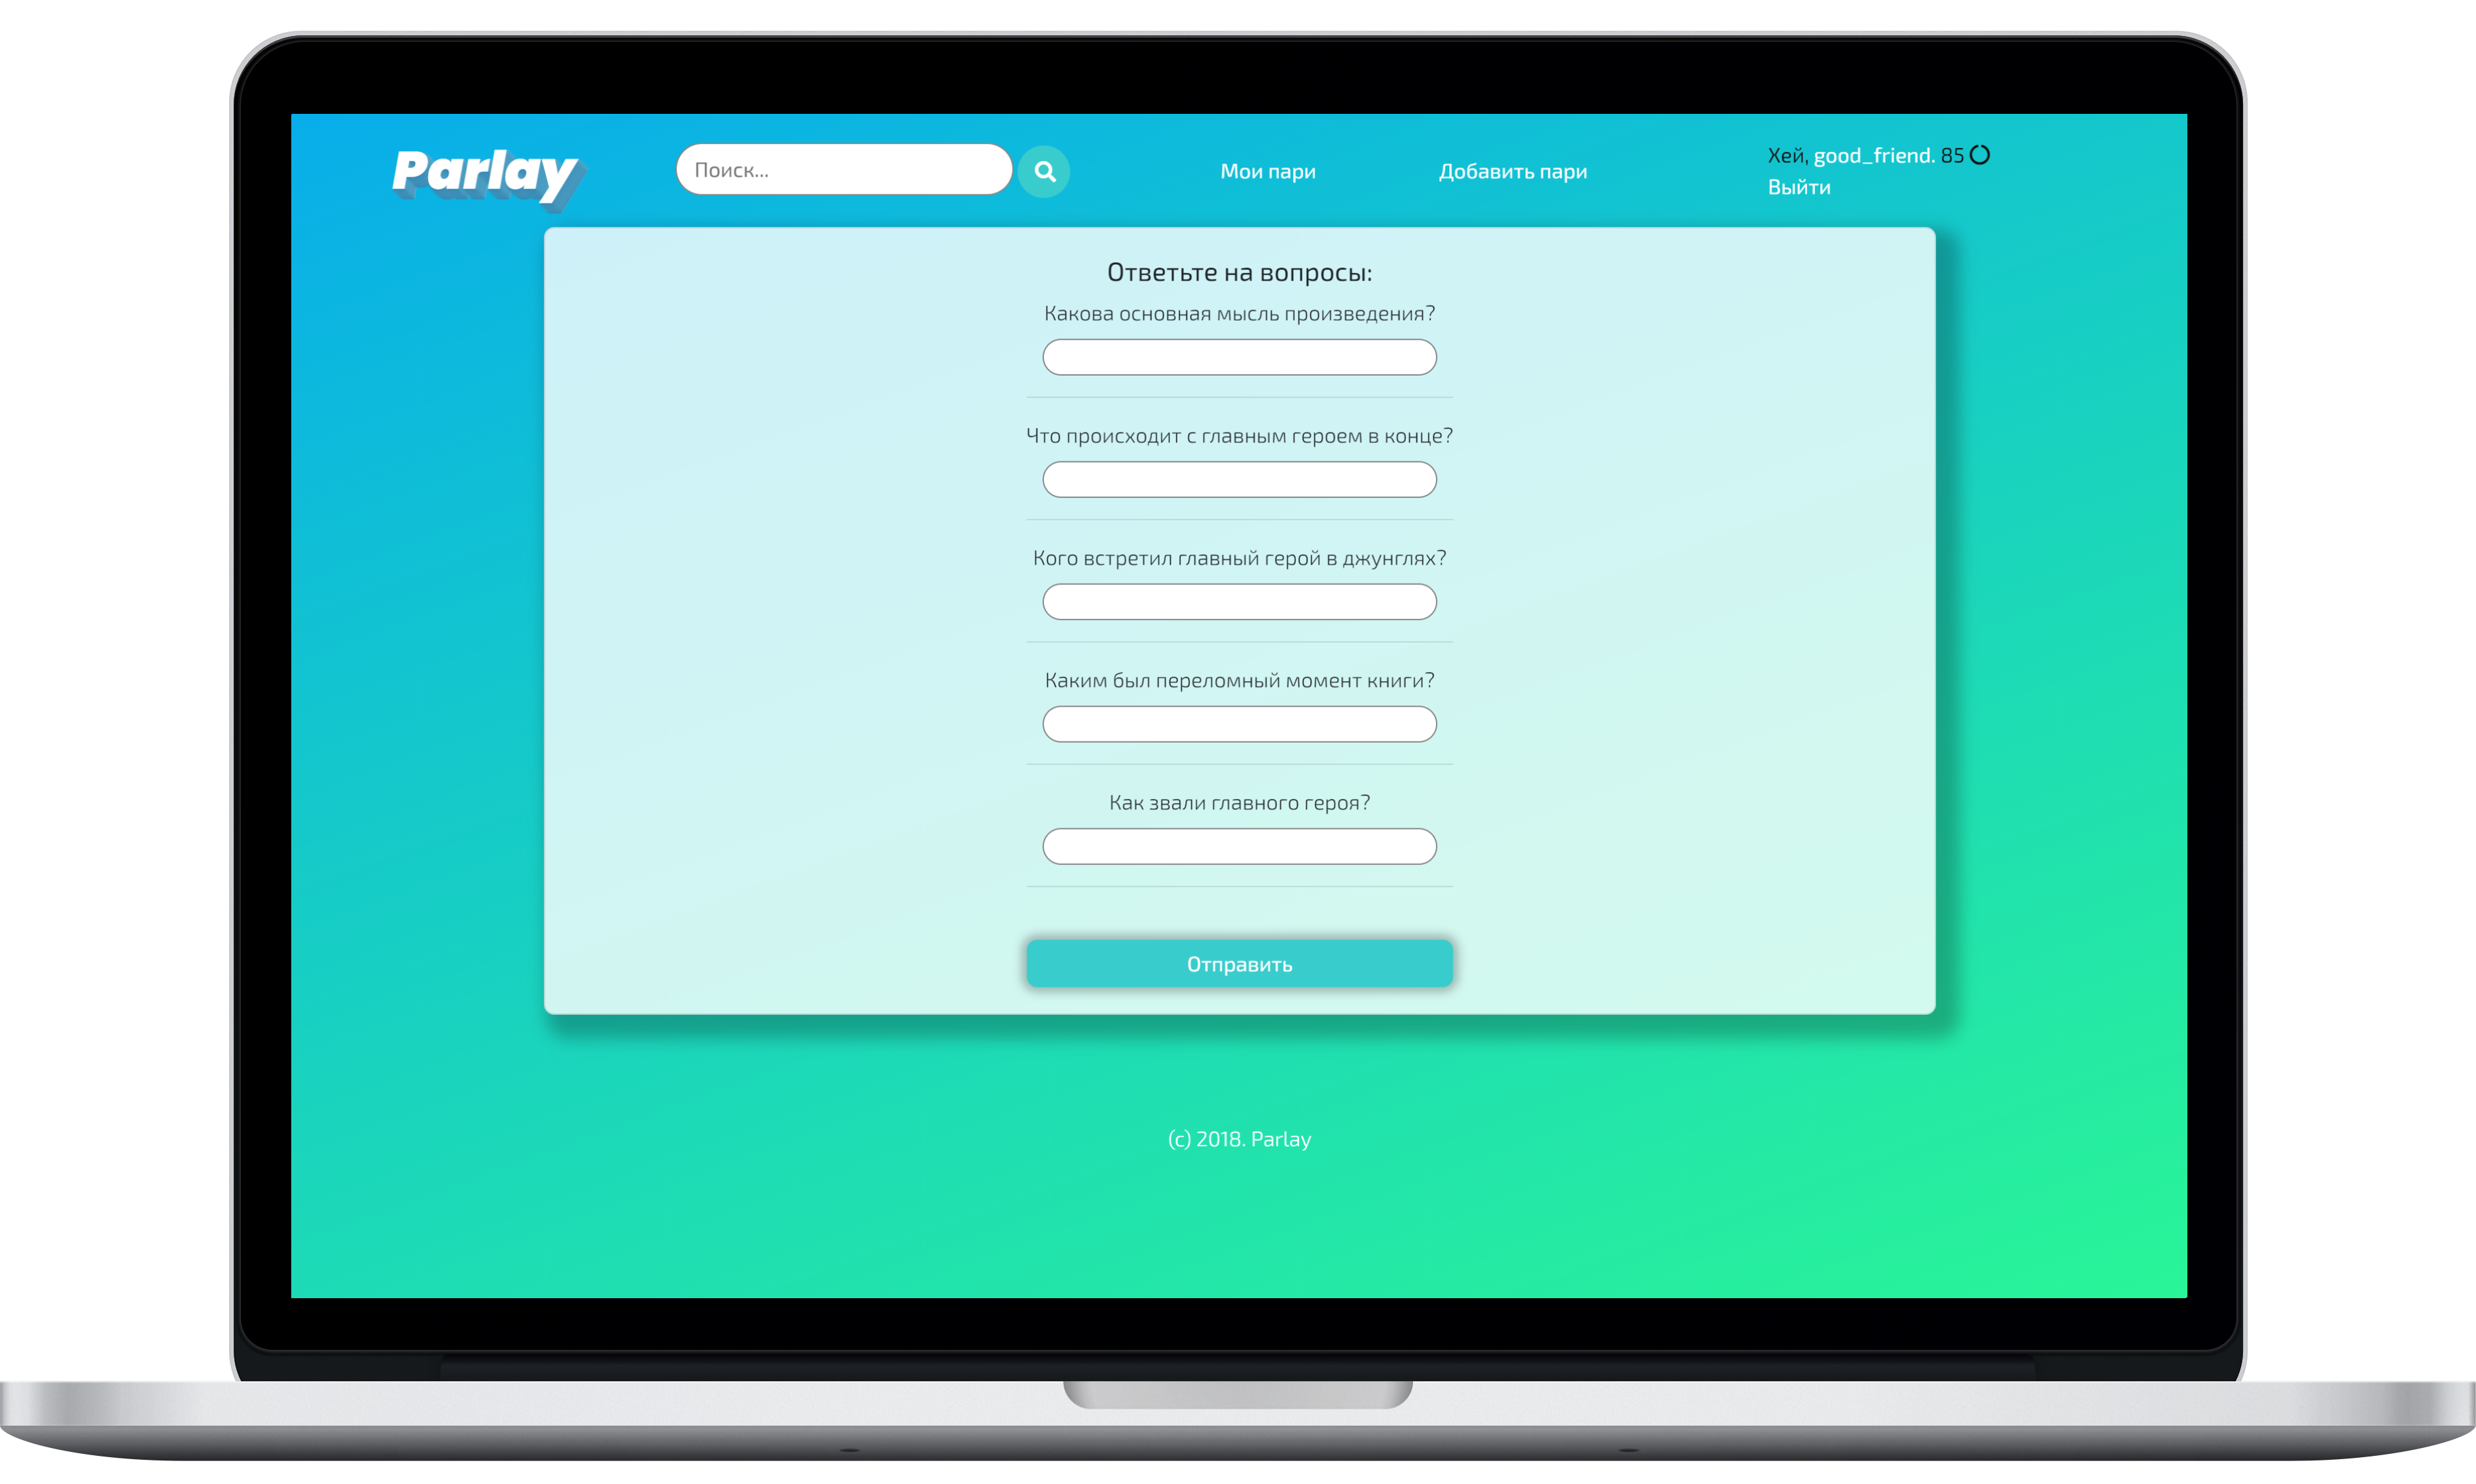 Parlay
Поиск...
Мои пари
Добавить пари
Хей, good_friend. 85
Выйти
Ответьте на вопросы:
Какова основная мысль произведения?
Что происходит с главным героем в конце?
Кого встретил главный герой в джунглях?
Каким был переломный момент книги?
Как звали главного героя?
Отправить
(c) 2018. Parlay